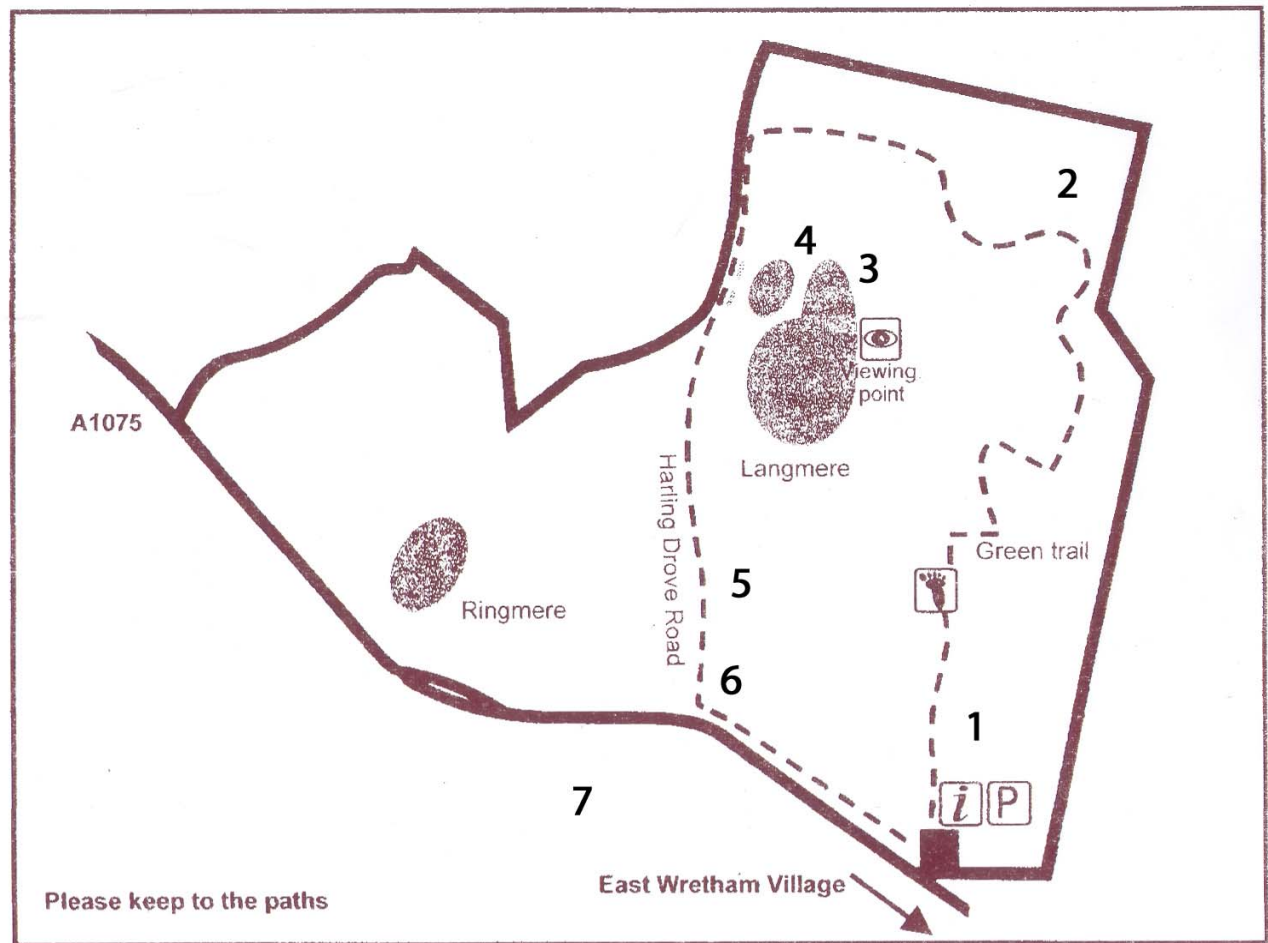 2
4
3
Viewing
point
A1075
Langmere
Harling Drove Road
Green trail
5
Ringmere
6
1
i P
7
East Wretham Village
Please keep to the paths